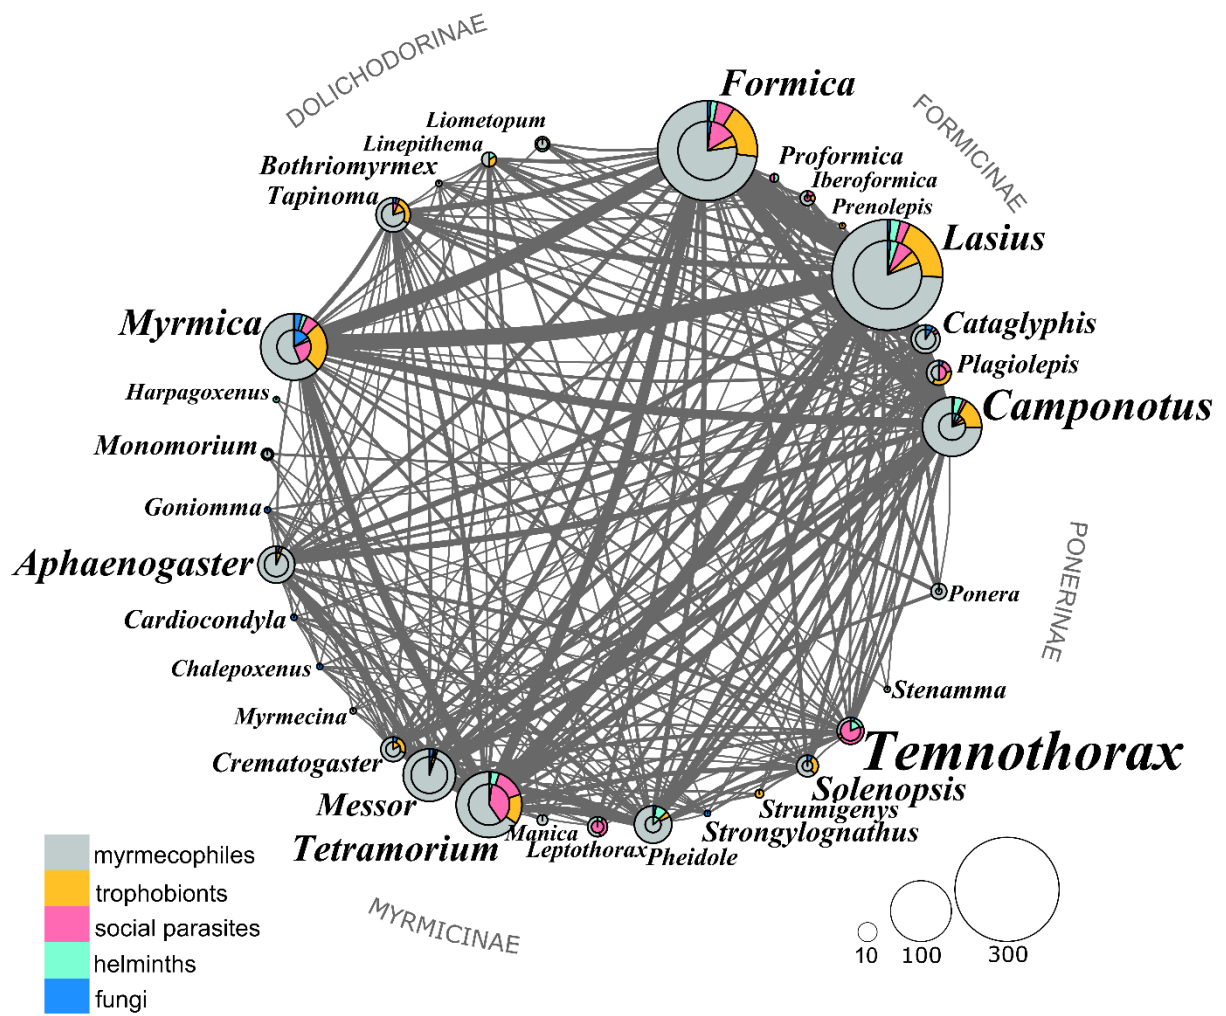 DOLICHODORINAE
Formica
FORMICINAE
Liometopum
Linepithema
Proformica
Bothriomyrmex
Iberoformica
Tapinoma
Prenolepis
Lasius
Myrmica
Cataglyphis
Plagiolepis
Harpagoxenus
Camponotus
Monomorium
Goniomma
PONERINAE
Aphaenogaster
Ponera
Cardiocondyla
Chalepoxenus
Stenamma
Myrmecina
Temnothorax
Crematogaster
Solenopsis
Messor
Strumigenys
Manica
Strongylognathus
Tetramorium
Leptothorax
Pheidole
myrmecophiles
trophobionts
social parasites
helminths
fungi
MYRMICINAE
10
100
300